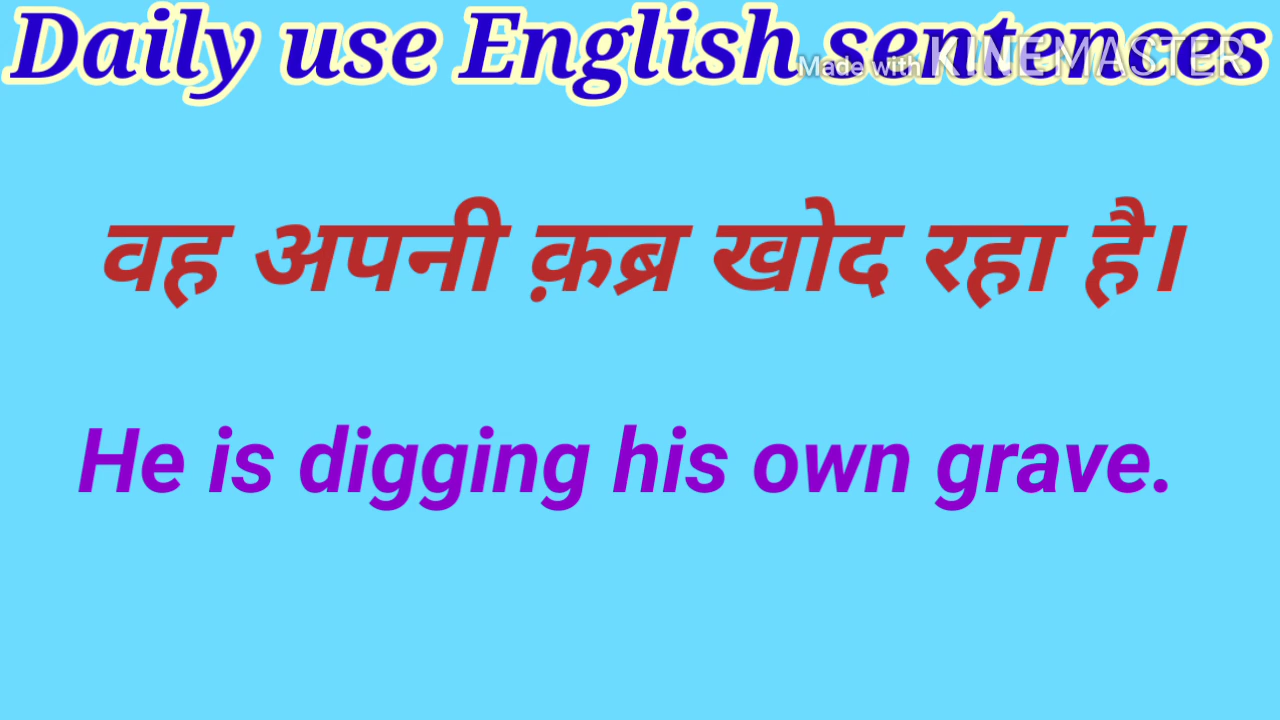 Daily use English sentences
Made with KINEMASTER
वह अपनी क़ब्र खोद रहा है।
He is digging his own grave.